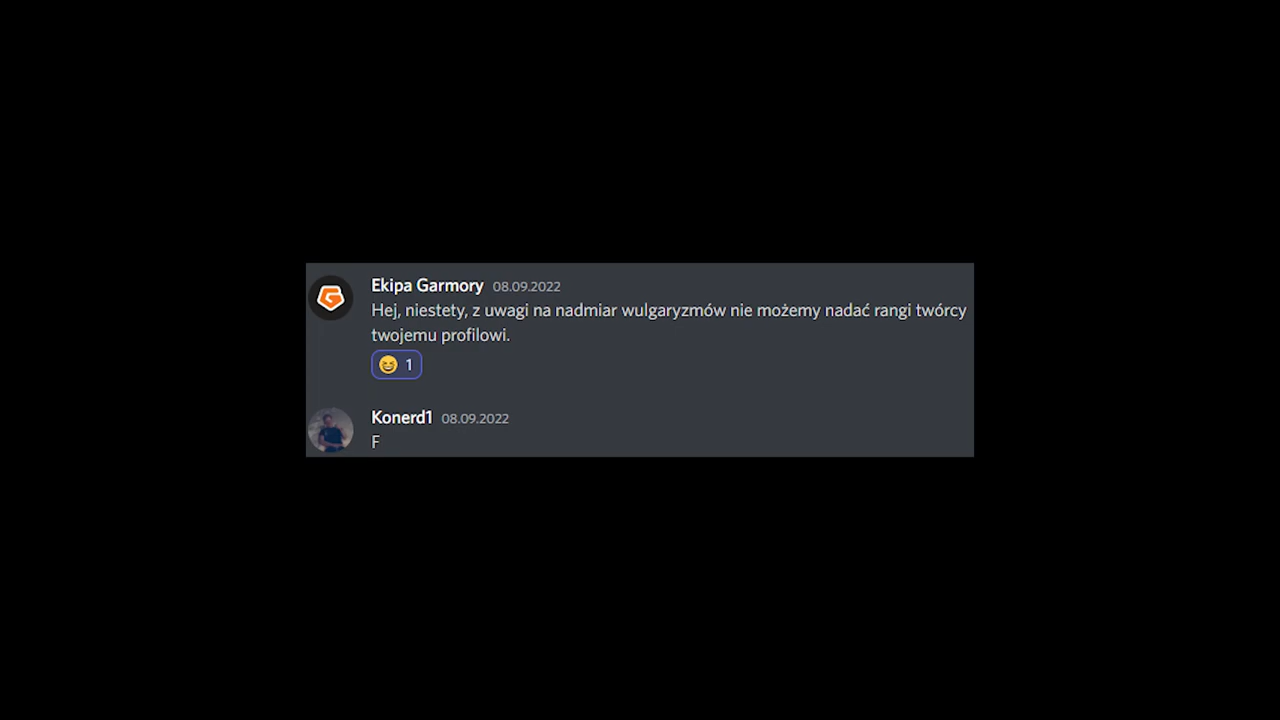 Ekipa Garmory 08.09.2022
Hej, niestety, z uwagi na nadmiar wulgaryzmów nie możemy nadać rangi twórcy
twojemu profilowi.
😆 1
Konerd1 08.09.2022
F